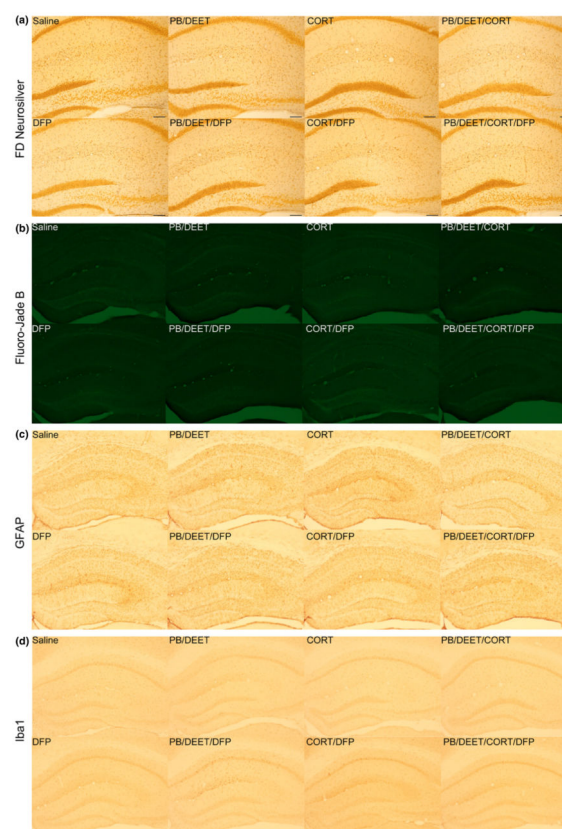 (a)
FD Neurosilver
Saline PB/DEET CORT PB/DEET/CORT
DFP PB/DEET/DFP CORT/DFP PB/DEET/CORT/DFP
(b)
Fluoro-Jade B
Saline PB/DEET CORT PB/DEET/CORT
DFP PB/DEET/DFP CORT/DFP PB/DEET/CORT/DFP
(c)
GFAP
Saline PB/DEET CORT PB/DEET/CORT
DFP PB/DEET/DFP CORT/DFP PB/DEET/CORT/DFP
(d)
Iba1
Saline PB/DEET CORT PB/DEET/CORT
DFP PB/DEET/DFP CORT/DFP PB/DEET/CORT/DFP